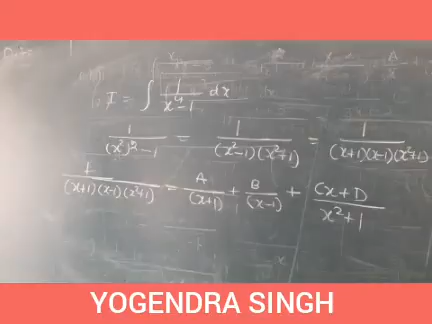 I = ∫ 1/(x⁴-1) dx
1/((x²)²-1) = 1/((x²-1)(x²+1)) = 1/((x+1)(x-1)(x²+1))
1/((x+1)(x-1)(x²+1)) = A/(x+1) + B/(x-1) + (Cx+D)/(x²+1)
YOGENDRA SINGH